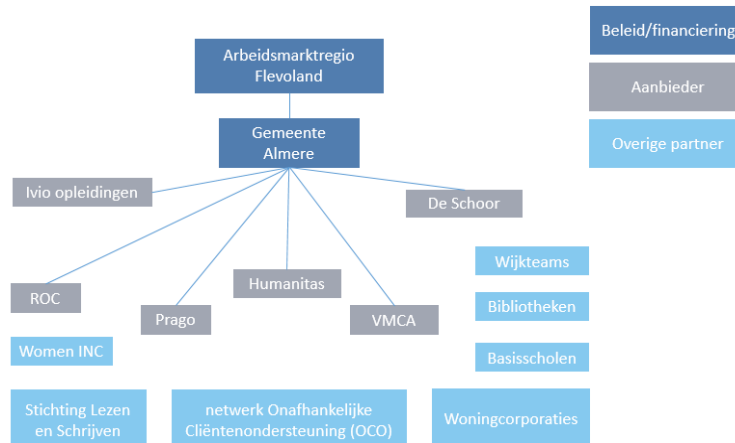 Beleid/financiering
Arbeidsmarktregio
Flevoland
Aanbieder
Gemeente
Almere
Overige partner
Ivio opleidingen
De Schoor
Wijkteams
Humanitas
ROC
Bibliotheken
Prago
VMCA
Women INC
Basisscholen
Stichting Lezen
en Schrijven
netwerk Onafhankelijke
Cliëntenondersteuning (OCO)
Woningcorporaties